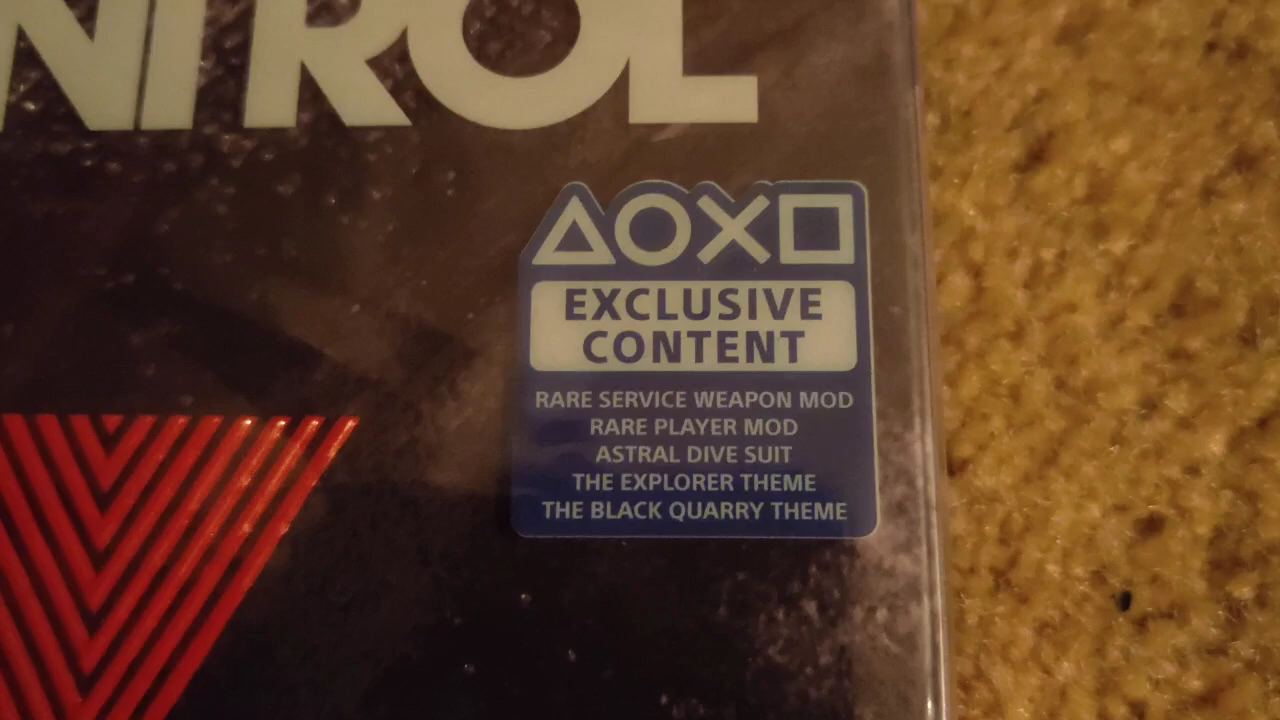 NTROL
EXCLUSIVE
CONTENT
RARE SERVICE WEAPON MOD
RARE PLAYER MOD
ASTRAL DIVE SUIT
THE EXPLORER THEME
THE BLACK QUARRY THEME